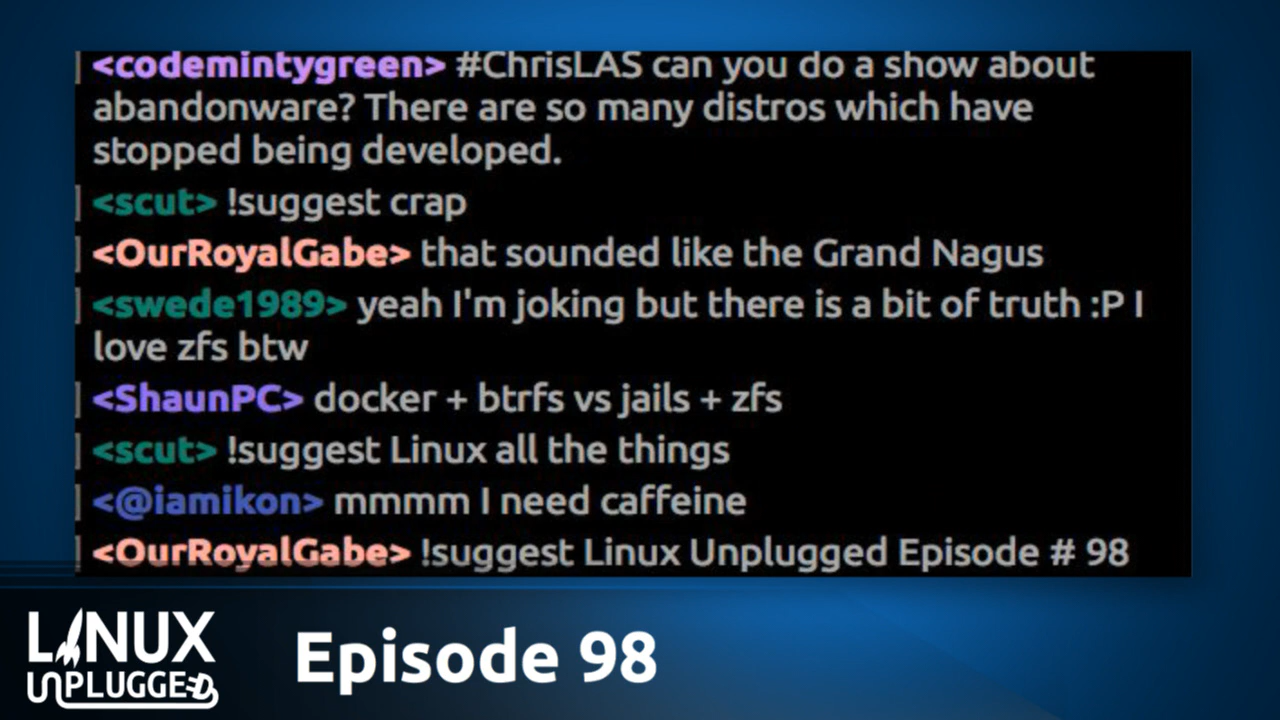 <codemintygreen> #ChrisLAS can you do a show about
abandonware? There are so many distros which have
stopped being developed.
<scut> !suggest crap
<OurRoyalGabe> that sounded like the Grand Nagus
<swede1989> yeah I'm joking but there is a bit of truth :P I
love zfs btw
<ShaunPC> docker + btrfs vs jails + zfs
<scut> !suggest Linux all the things
<@iamikon> mmmm I need caffeine
<OurRoyalGabe> !suggest Linux Unplugged Episode # 98
LINUX
UNPLUGGED
Episode 98